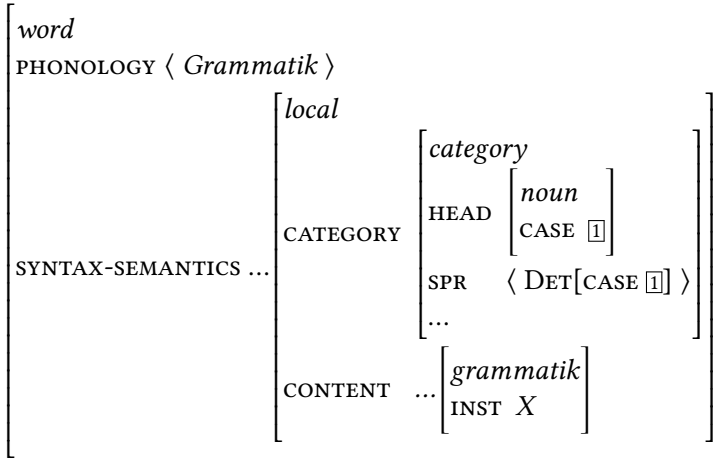 word
PHONOLOGY ⟨ Grammatik ⟩
local
category
noun
HEAD
CASE 1
CATEGORY
SYNTAX-SEMANTICS ...
SPR ⟨ DET[CASE 1] ⟩
...
grammatik
CONTENT ...
INST X